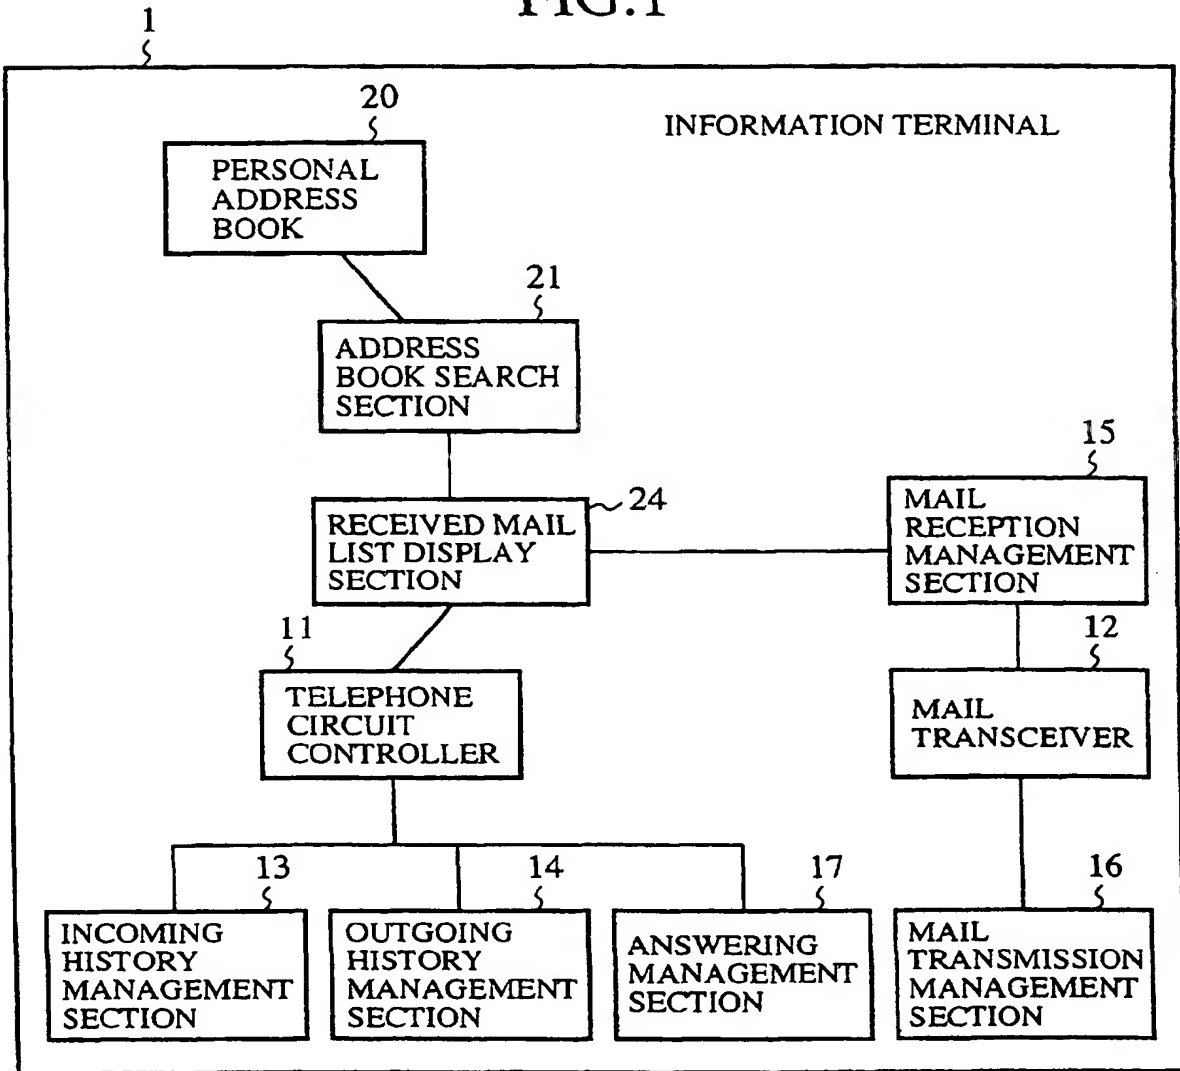 FIG.1
1
INFORMATION TERMINAL
20
PERSONAL
ADDRESS
BOOK
21
ADDRESS
BOOK SEARCH
SECTION
24
RECEIVED MAIL
LIST DISPLAY
SECTION
15
MAIL
RECEPTION
MANAGEMENT
SECTION
11
TELEPHONE
CIRCUIT
CONTROLLER
12
MAIL
TRANSCEIVER
13
INCOMING
HISTORY
MANAGEMENT
SECTION
14
OUTGOING
HISTORY
MANAGEMENT
SECTION
17
ANSWERING
MANAGEMENT
SECTION
16
MAIL
TRANSMISSION
MANAGEMENT
SECTION